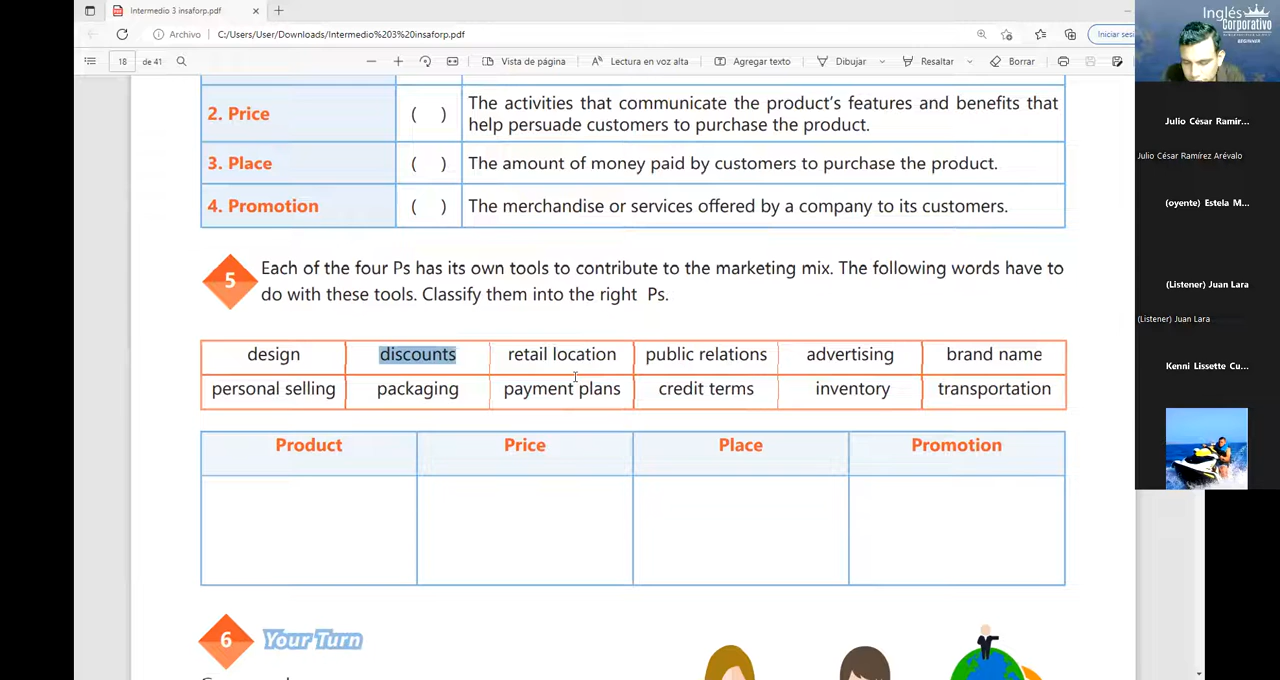 Intermedio 3 insaforp.pdf
Archivo
C:/Users/User/Downloads/Intermedio%203%20insaforp.pdf
Iniciar sesi
18
de 41
Vista de página
Lectura en voz alta
Agregar texto
Dibujar
Resaltar
Borrar
2. Price
( )
The activities that communicate the product's features and benefits that
help persuade customers to purchase the product.
3. Place
( )
The amount of money paid by customers to purchase the product.
4. Promotion
( )
The merchandise or services offered by a company to its customers.
5
Each of the four Ps has its own tools to contribute to the marketing mix. The following words have to
do with these tools. Classify them into the right Ps.
design discounts retail location public relations advertising brand name
personal selling packaging payment plans credit terms inventory transportation
Product Price Place Promotion
6
Your Turn
Inglés
Corporativo
BEGINNER
Julio César Ramír...
Julio César Ramírez Arévalo
(oyente) Estela M...
(Listener) Juan Lara
(Listener) Juan Lara
Kenni Lissette Cu...